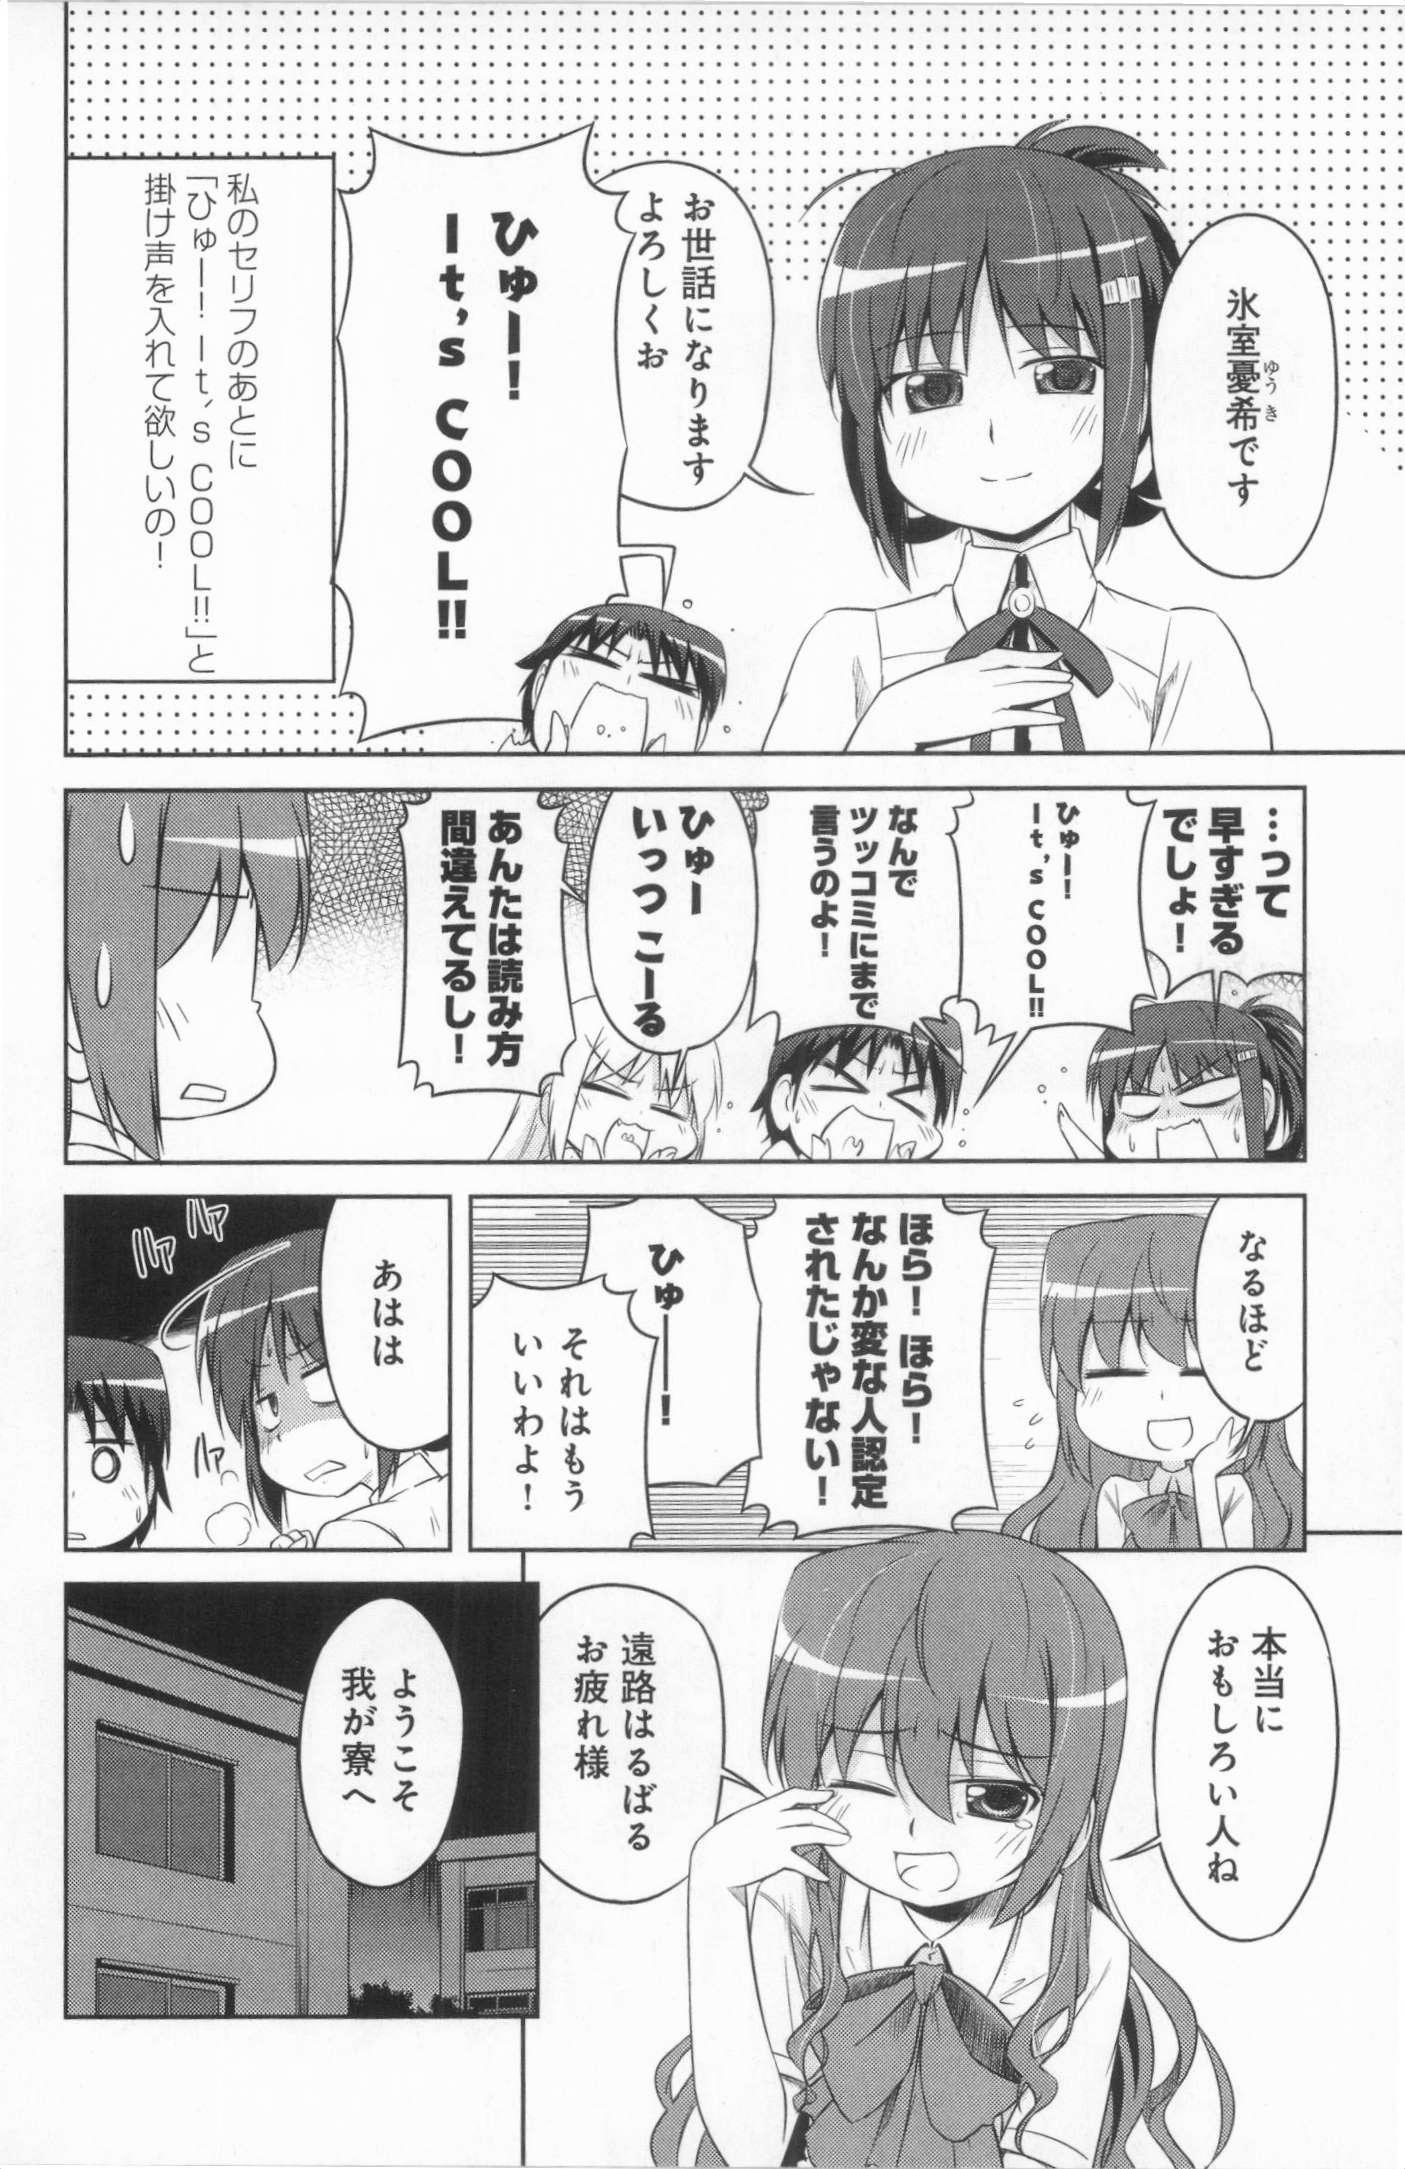 氷室憂希です
ゆうき
お世話になります
よろしくお
ひゅー!
It's COOL!!
私のセリフのあとに
「ひゅー! It's COOL!!」と
掛け声を入れて欲しいの!
…って
早すぎる
でしょ!
ひゅー!
It's COOL!!
なんで
ツッコミにまで
言うのよ!
ひゅー
いっつ こーる
あんたは読み方
間違えてるし!
なるほど
ほら! ほら!
なんか変な人認定
されたじゃない!
ひゅ――!
それはもう
いいわよ!
あはは
ハァ
ハァ
ハァ
本当に
おもしろい人ね
遠路はるばる
お疲れ様
ようこそ
我が寮へ